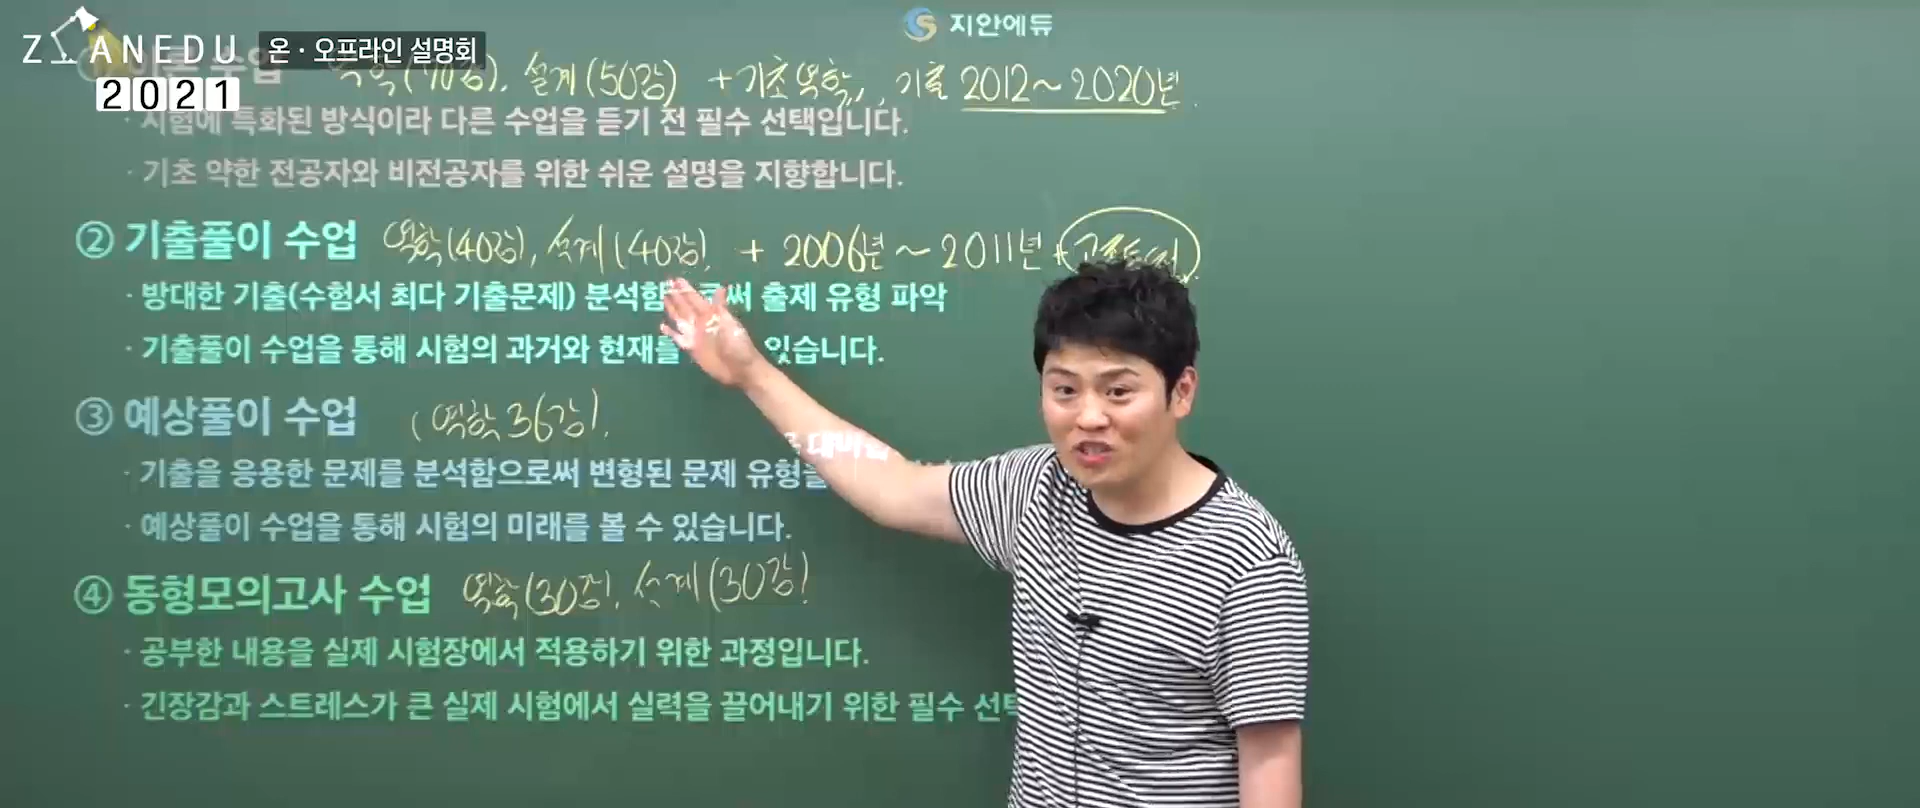 지안에듀
ZIANEDU 온·오프라인 설명회
2021
① 이론 수업 역학(70강), 설계(50강) + 기초역학, 기출 2012~2020년.
· 시험에 특화된 방식이라 다른 수업을 듣기 전 필수 선택입니다.
· 기초 약한 전공자와 비전공자를 위한 쉬운 설명을 지향합니다.
② 기출풀이 수업 역학(40강), 설계(40강) + 2006년 ~ 2011년 +
· 방대한 기출(수험서 최다 기출문제) 분석함으로써 출제 유형 파악
· 기출풀이 수업을 통해 시험의 과거와 현재를 수 있습니다.
③ 예상풀이 수업 (역학 36강).
· 기출을 응용한 문제를 분석함으로써 변형된 문제 유형을
· 예상풀이 수업을 통해 시험의 미래를 볼 수 있습니다.
④ 동형모의고사 수업 역학(30강), 설계(30강)
· 공부한 내용을 실제 시험장에서 적용하기 위한 과정입니다.
· 긴장감과 스트레스가 큰 실제 시험에서 실력을 끌어내기 위한 필수